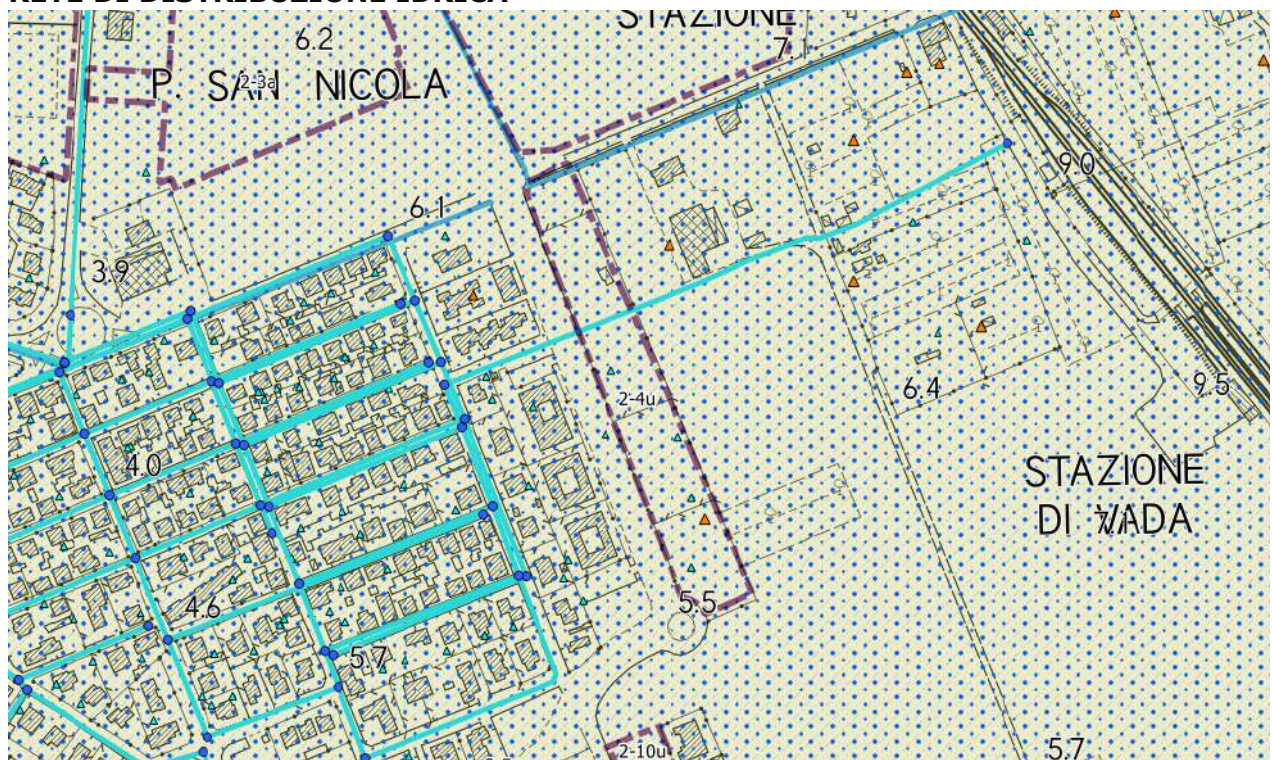 RETE DI DISTRIBUZIONE IDRICA
STAZIONE
7.1
6.2
P. SAN NICOLA
2-3a
9.0
6.1
3.9
6.4
9.5
2-4u
4.0
STAZIONE
DI VADA
4.6
5.5
5.7
2-10u
5.7